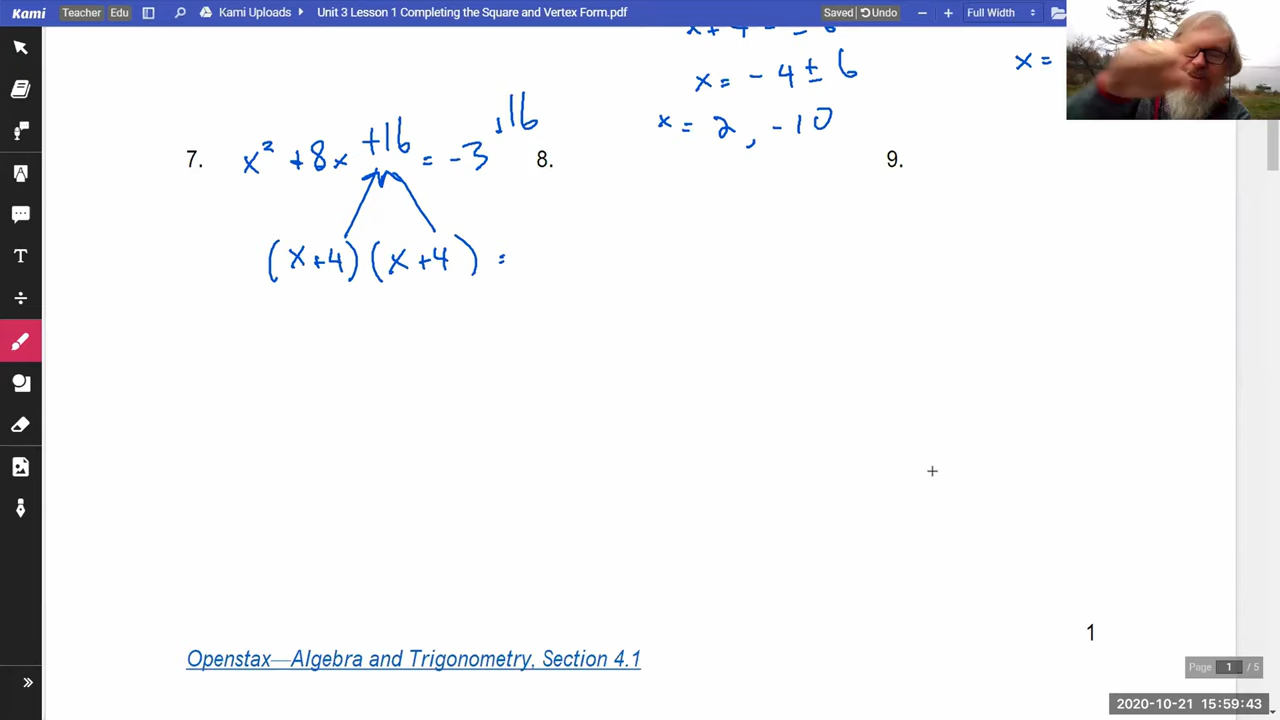 Kami Teacher Edu Kami Uploads Unit 3 Lesson 1 Completing the Square and Vertex Form.pdf Saved Undo Full Width
x = - 4 ± 6
x =
x = 2 , -10
7. x² + 8x +16 = -3 +16
8.
9.
(x+4)(x+4) =
1
Openstax—Algebra and Trigonometry, Section 4.1
Page 1 / 5
2020-10-21 15:59:43